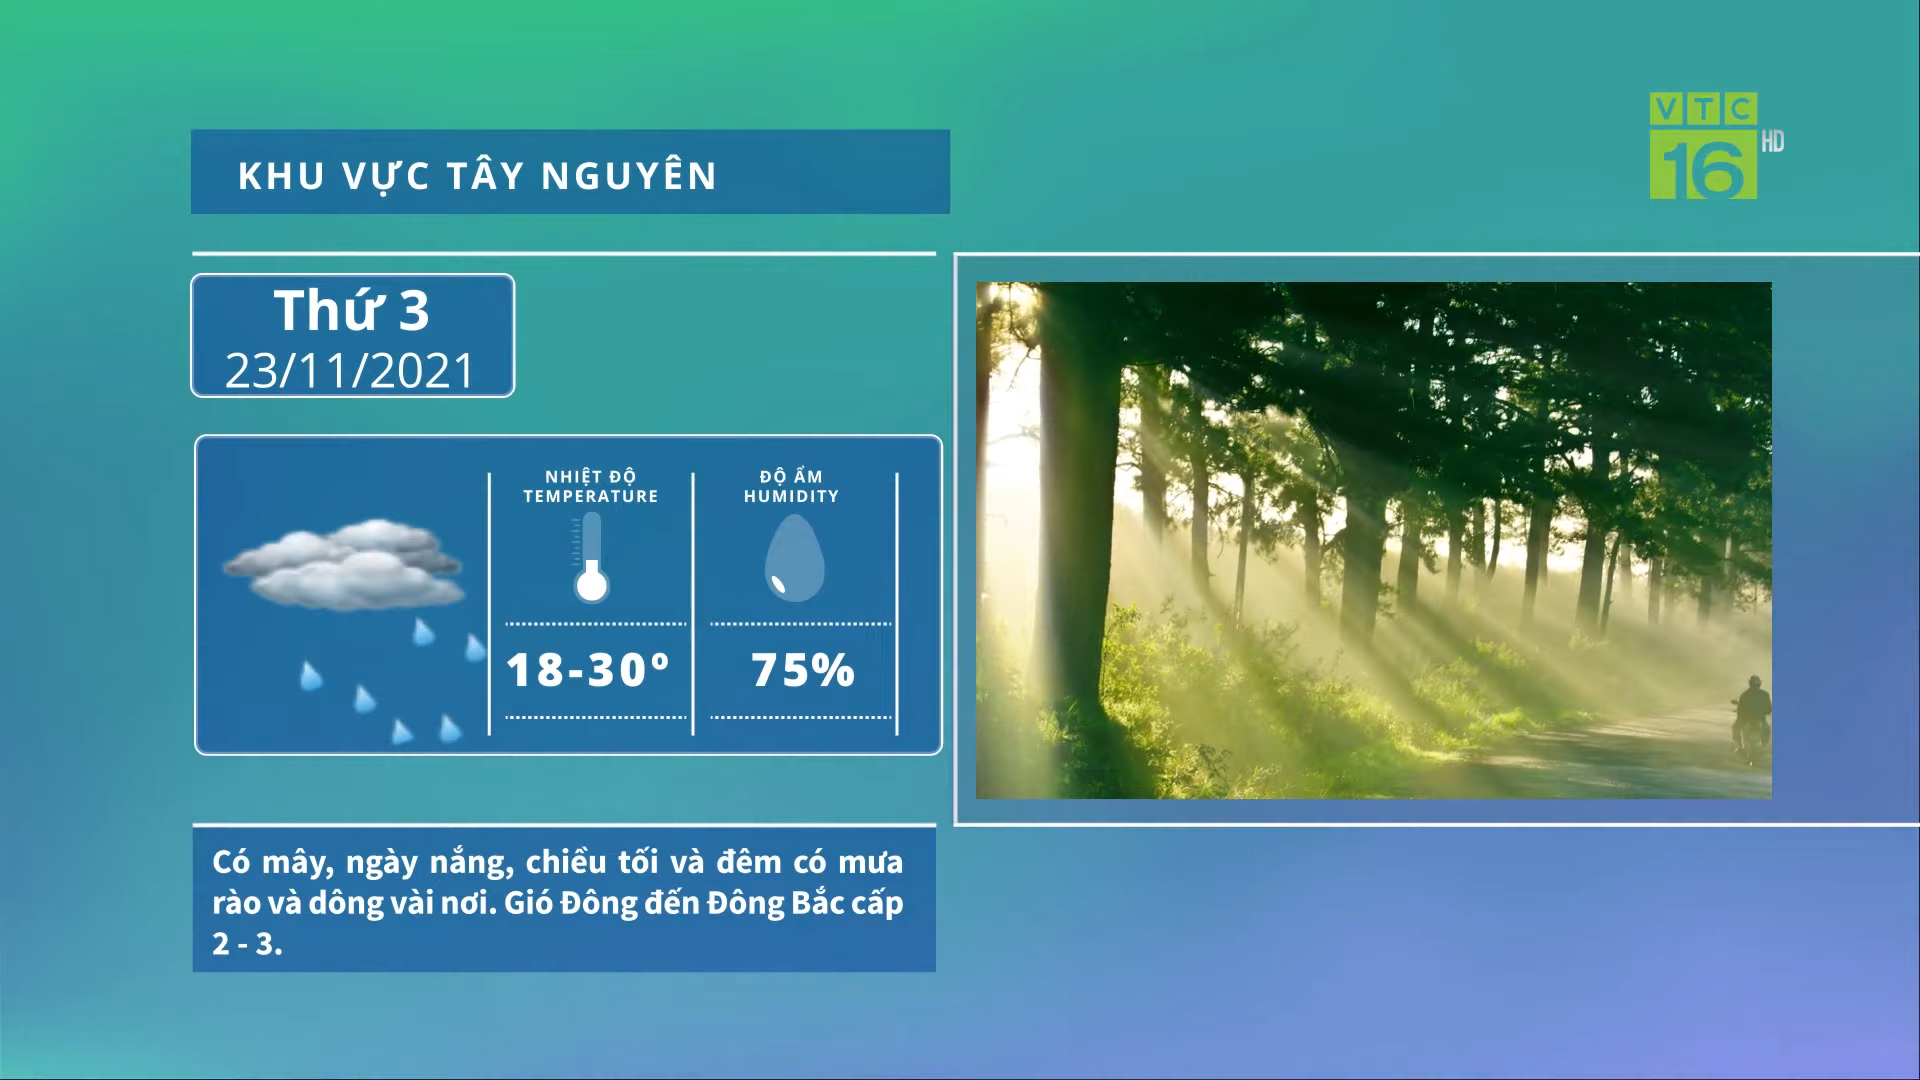 VTC
16 HD
KHU VỰC TÂY NGUYÊN
Thứ 3
23/11/2021
NHIỆT ĐỘ
TEMPERATURE
18-30°
ĐỘ ẨM
HUMIDITY
75%
Có mây, ngày nắng, chiều tối và đêm có mưa
rào và dông vài nơi. Gió Đông đến Đông Bắc cấp
2 - 3.